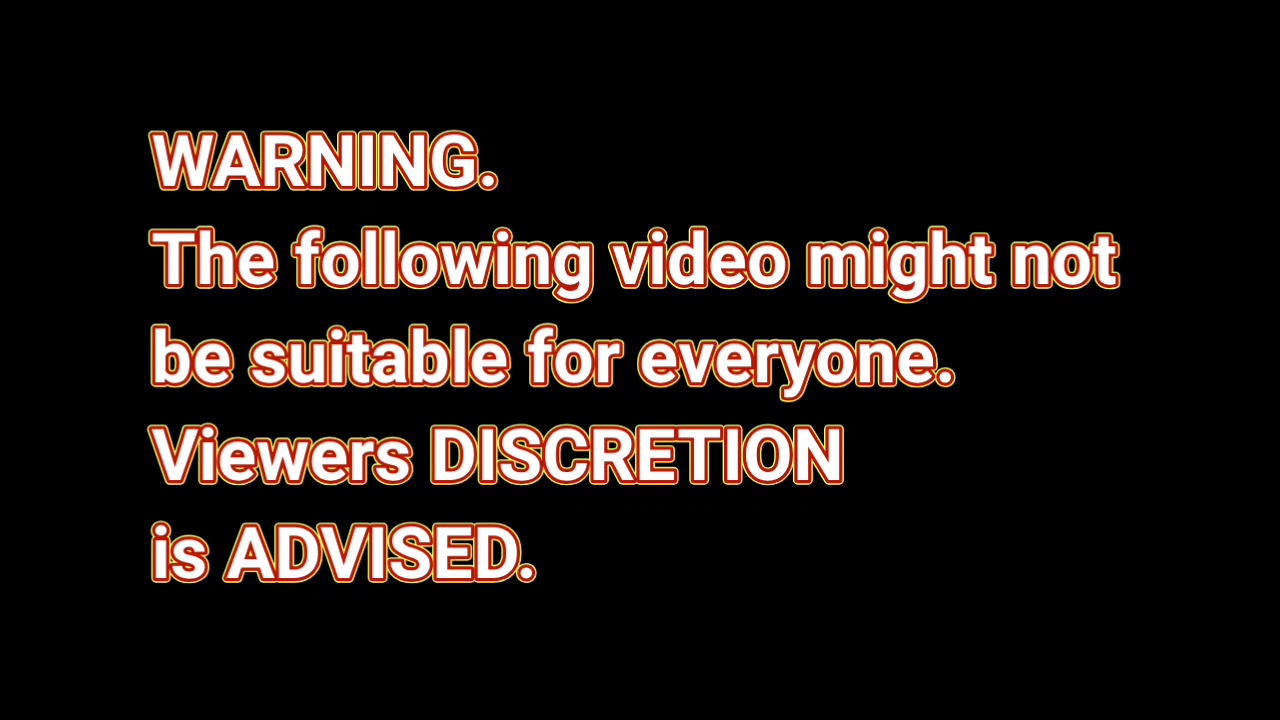 WARNING.
The following video might not
be suitable for everyone.
Viewers DISCRETION
is ADVISED.